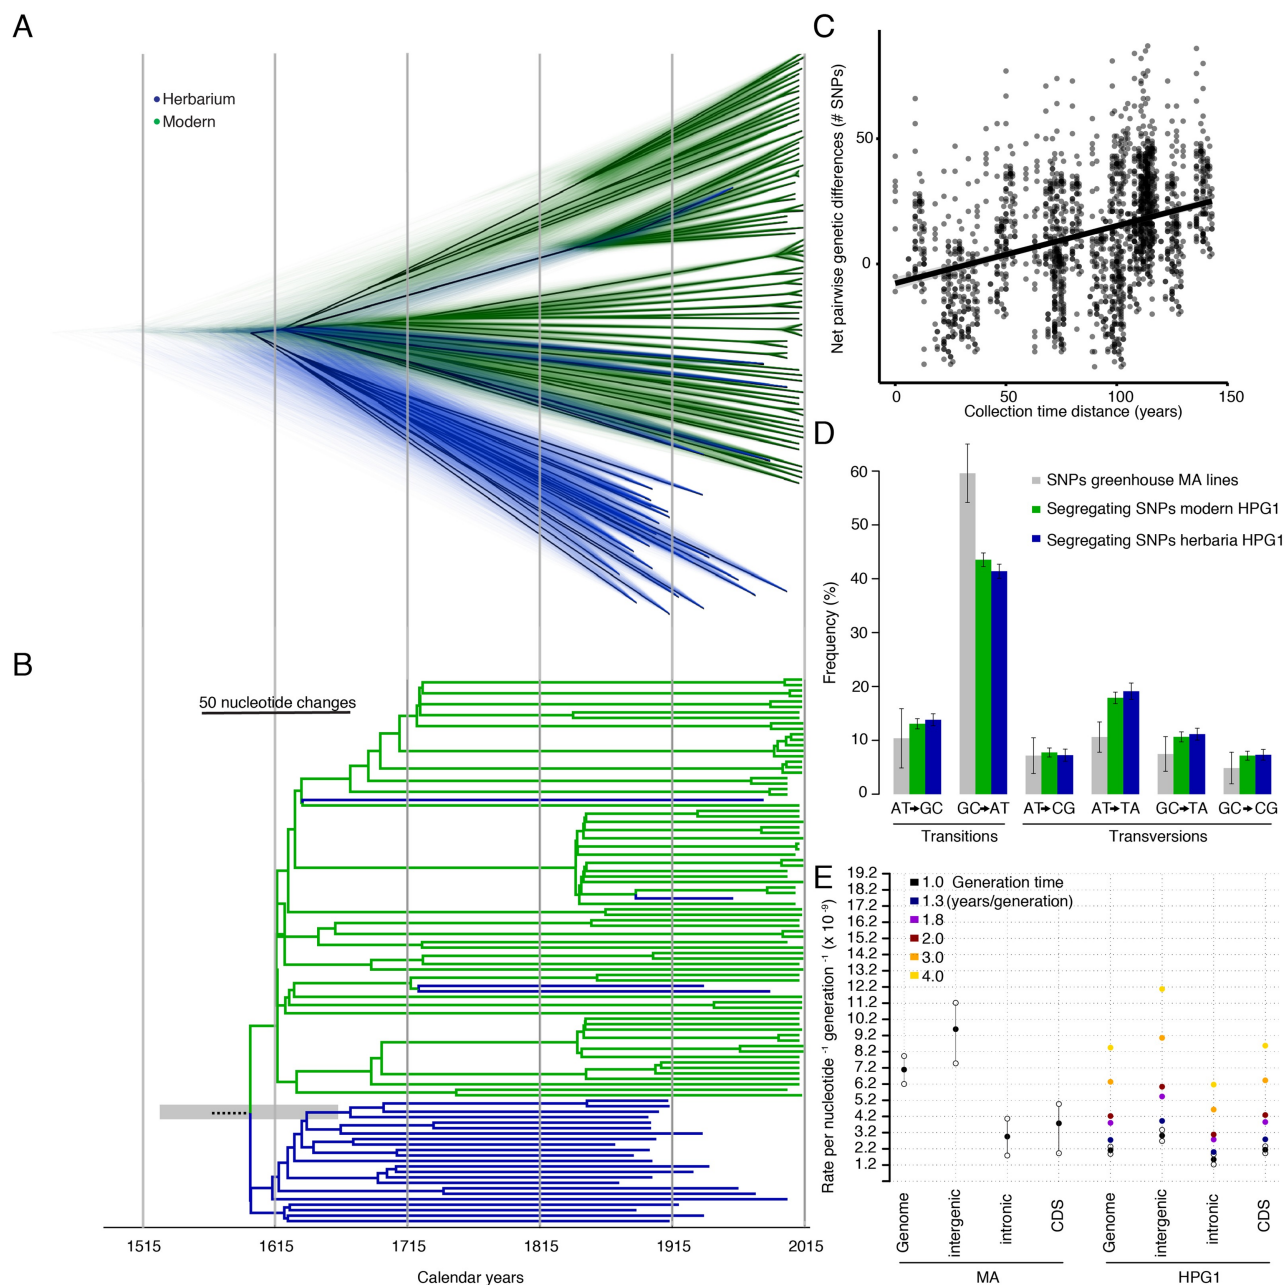 A
Herbarium
Modern
B
50 nucleotide changes
1515 1615 1715 1815 1915 2015
Calendar years
C
Net pairwise genetic differences (# SNPs)
50
0
0 50 100 150
Collection time distance (years)
D
Frequency (%)
60
50
40
30
20
10
0
SNPs greenhouse MA lines
Segregating SNPs modern HPG1
Segregating SNPs herbaria HPG1
AT→GC GC→AT AT→CG AT→TA GC→TA GC→CG
Transitions Transversions
E
Rate per nucleotide ⁻¹ generation ⁻¹ (x 10⁻⁹)
19.2
18.2
17.2
16.2
15.2
14.2
13.2
12.2
11.2
10.2
9.2
8.2
7.2
6.2
5.2
4.2
3.2
2.2
1.2
1.0 Generation time
1.3 (years/generation)
1.8
2.0
3.0
4.0
Genome intergenic intronic CDS Genome intergenic intronic CDS
MA HPG1